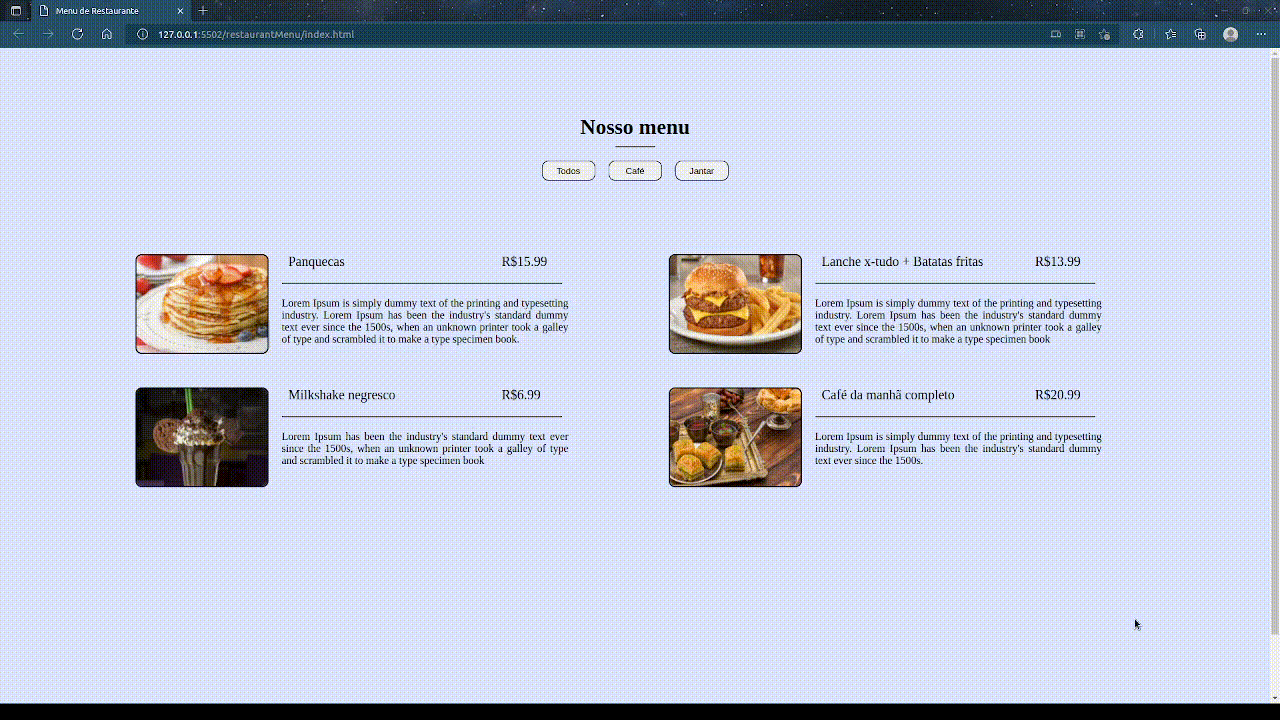 Menu de Restaurante
127.0.0.1:5502/restaurantMenu/index.html
Nosso menu
Todos Café Jantar
Panquecas R$15.99
Lorem Ipsum is simply dummy text of the printing and typesetting
industry. Lorem Ipsum has been the industry's standard dummy
text ever since the 1500s, when an unknown printer took a galley
of type and scrambled it to make a type specimen book.
Lanche x-tudo + Batatas fritas R$13.99
Lorem Ipsum is simply dummy text of the printing and typesetting
industry. Lorem Ipsum has been the industry's standard dummy
text ever since the 1500s, when an unknown printer took a galley
of type and scrambled it to make a type specimen book
Milkshake negresco R$6.99
Lorem Ipsum has been the industry's standard dummy text ever
since the 1500s, when an unknown printer took a galley of type
and scrambled it to make a type specimen book
Café da manhã completo R$20.99
Lorem Ipsum is simply dummy text of the printing and typesetting
industry. Lorem Ipsum has been the industry's standard dummy
text ever since the 1500s.